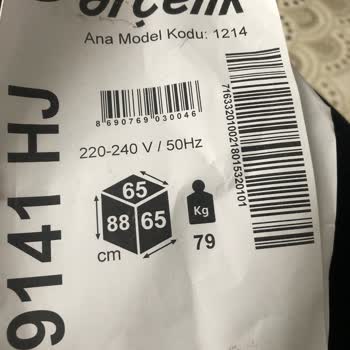 arçelik
Ana Model Kodu: 1214
8 690769 030046
220-240 V / 50Hz
65
88
65
cm
Kg
79
9141 HJ
7163320100218015320101